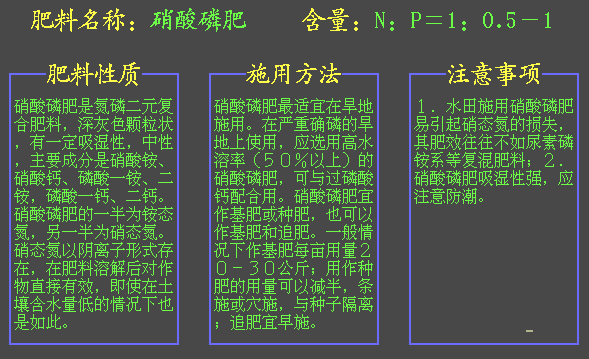 肥料名称：硝酸磷肥 含量：N：P＝1：0.5－1
肥料性质
硝酸磷肥是氮磷二元复
合肥料，深灰色颗粒状
，有一定吸湿性，中性
，主要成分是硝酸铵、
硝酸钙、磷酸一铵、二
铵，磷酸一钙、二钙。
硝酸磷肥的一半为铵态
氮，另一半为硝态氮。
硝态氮以阴离子形式存
在，在肥料溶解后对作
物直接有效，即使在土
壤含水量低的情况下也
是如此。
施用方法
硝酸磷肥最适宜在旱地
施用。在严重确磷的旱
地上使用，应选用高水
溶率（５０％以上）的
硝酸磷肥，可与过磷酸
钙配合用。硝酸磷肥宜
作基肥或种肥，也可以
作基肥和追肥。一般情
况下作基肥每亩用量２
０－３０公斤；用作种
肥的用量可以减半，条
施或穴施，与种子隔离
；追肥宜早施。
注意事项
１．水田施用硝酸磷肥
易引起硝态氮的损失，
其肥效往往不如尿素磷
铵系等复混肥料；２．
硝酸磷肥吸湿性强，应
注意防潮。